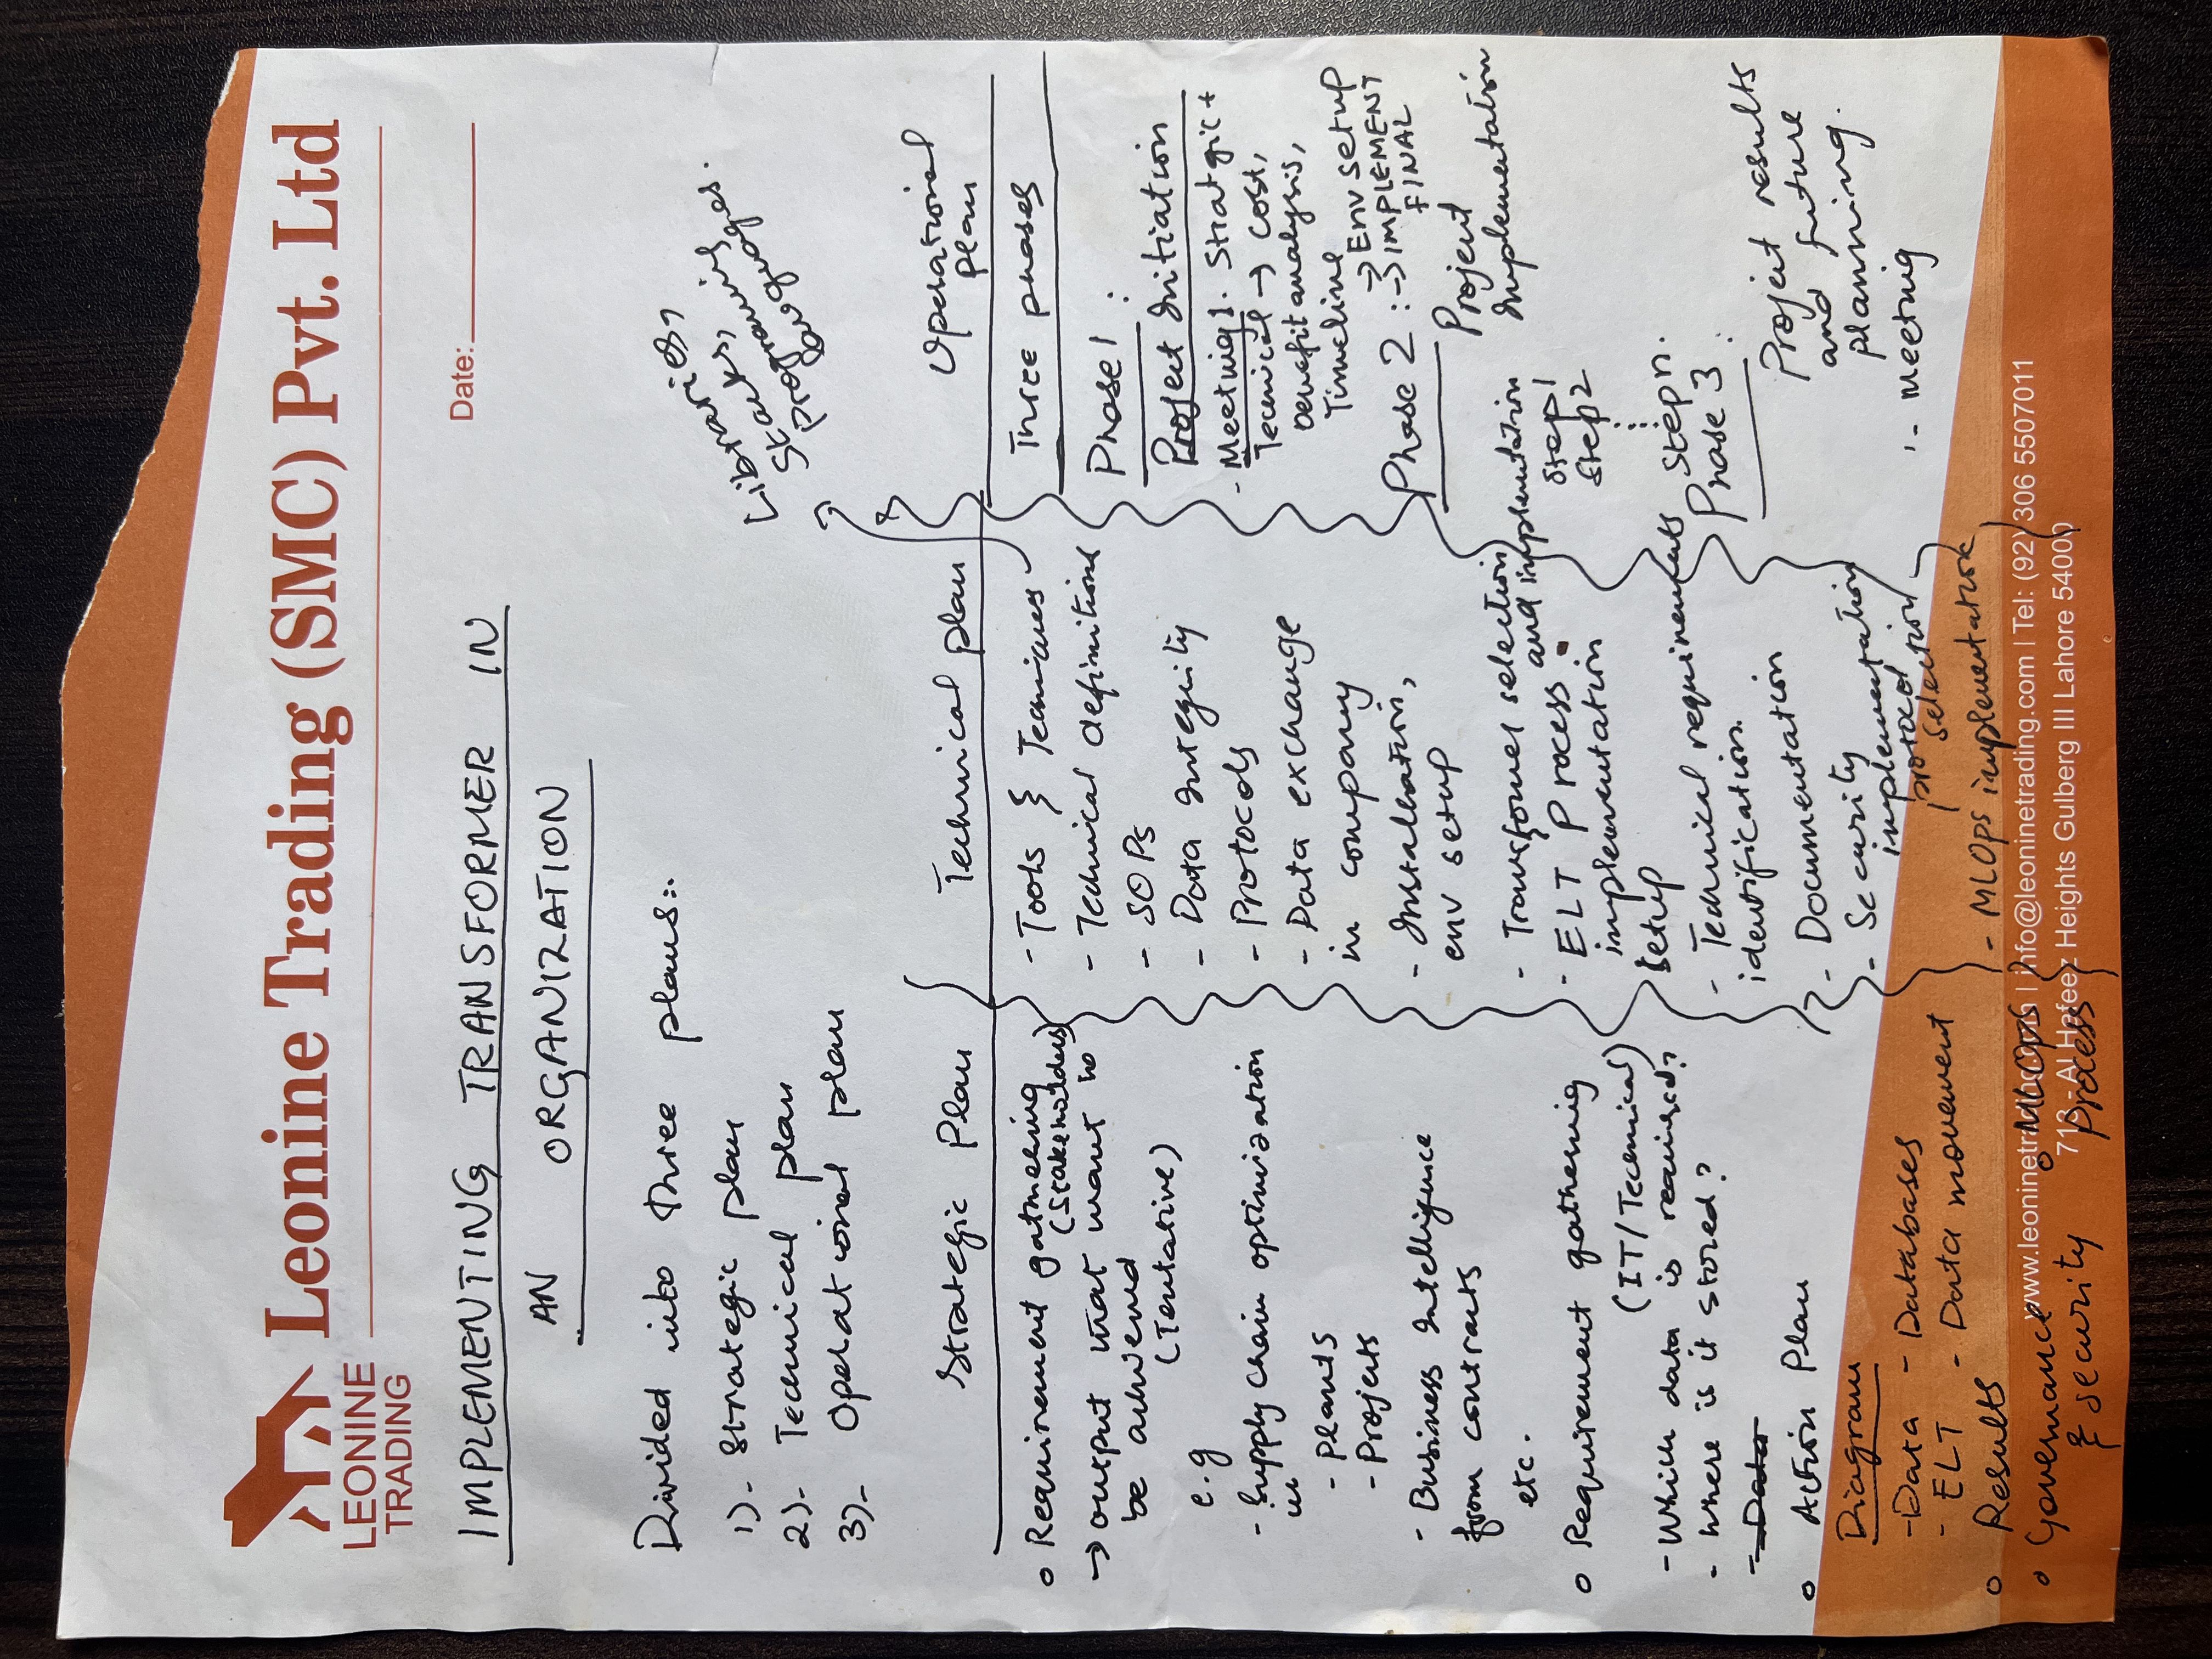 LEONINE
TRADING
Leonine Trading (SMC) Pvt. Ltd
Date:
IMPLEMENTING TRANSFORMER IN
AN ORGANIZATION
Divided into three plans:.
1)- Strategic plan
2)- Technical plan
3)- Operational plan
Libraries,
Libraries,
prog languages.
Strategic Plan
o Requirement gathering
(Stakeholders)
→ output that want to
be achieved
(Tentative)
e.g
- Supply chain optimization
in
- Plants
- Projects
- Business Intelligence
from contracts
etc.
o Requirement gathering
(IT/Tecnical)
- Which data is required?
- where is it stored?
- Data
o Action Plan
Diagram
- Data - Databases
- ELT - Data movement
o Results
o Governance
& security
o MLOps
Process
Technical plan
- Tools & Tecniques
- Technical definitions
- SOPs
- Data Integrity
- Protocols
- Data exchange
in company
- Installation,
env setup
- Transformer selection
and implementation
- ELT Process
implementation
setup
- Technical requirements
identification.
- Documentation
- Security
implementation
protocol
selection
- MLOps implementation
Operational
plan
Three phases
Phase 1 :
Project Initiation
- Meeting 1. Stratgic +
Tecnical → Cost,
benefit analysis,
Timeline
→ Env setup
→ IMPLEMENT
FINAL
Phase 2 :
Project
Implementation
Step 1
Step 2
Step n.
Phase 3 :
Project results
and future
planning.
- meeting
www.leoninetrading.com | info@leoninetrading.com | Tel: (92) 306 5507011
713 - Al Hafeez Heights Gulberg III Lahore 54000